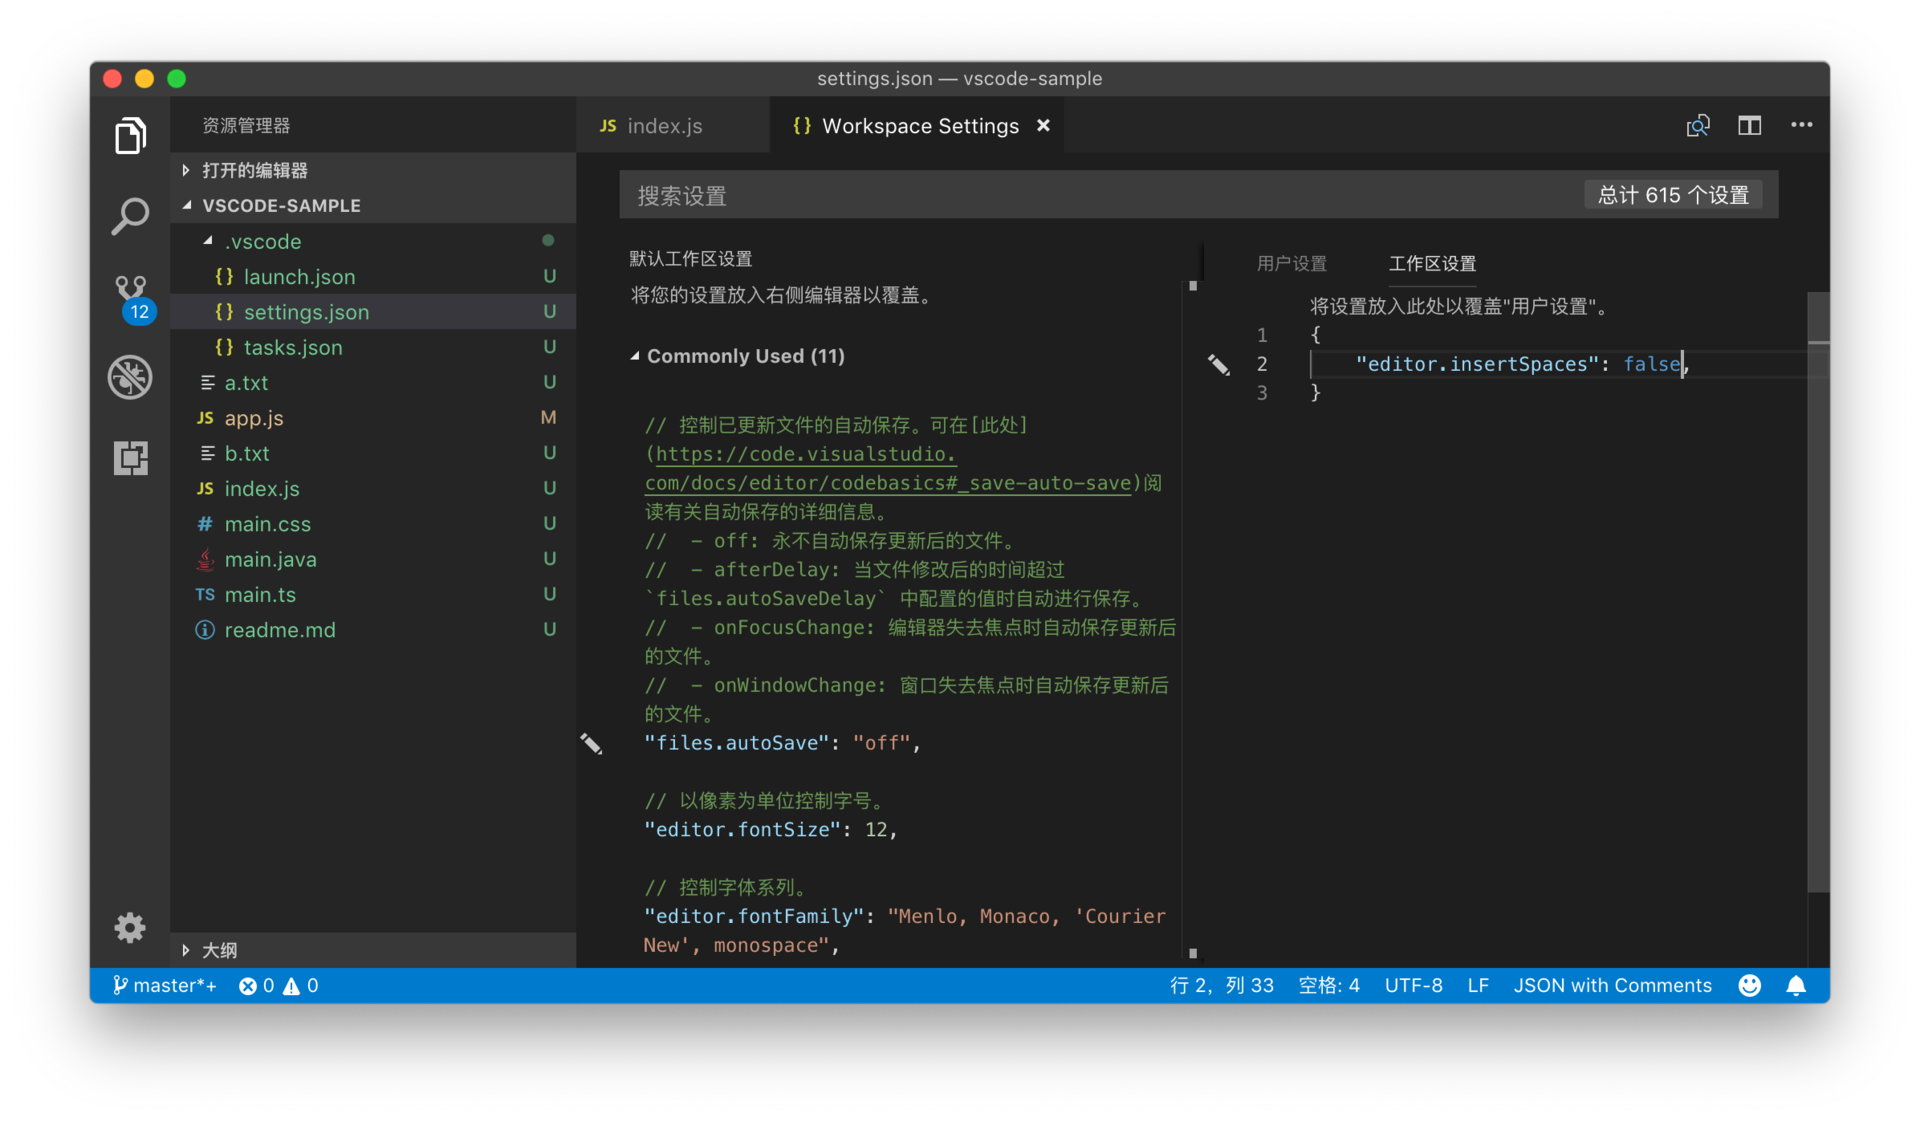 settings.json — vscode-sample
资源管理器
打开的编辑器
VSCODE-SAMPLE
.vscode
{} launch.json U
{} settings.json U
{} tasks.json U
a.txt U
JS app.js M
b.txt U
JS index.js U
# main.css U
main.java U
TS main.ts U
readme.md U
大纲
12
JS index.js
{} Workspace Settings
搜索设置
总计 615 个设置
默认工作区设置
将您的设置放入右侧编辑器以覆盖。
Commonly Used (11)
// 控制已更新文件的自动保存。可在[此处]
(https://code.visualstudio.
com/docs/editor/codebasics#_save-auto-save)阅
读有关自动保存的详细信息。
//  - off: 永不自动保存更新后的文件。
//  - afterDelay: 当文件修改后的时间超过
`files.autoSaveDelay` 中配置的值时自动进行保存。
//  - onFocusChange: 编辑器失去焦点时自动保存更新后
的文件。
//  - onWindowChange: 窗口失去焦点时自动保存更新后
的文件。
"files.autoSave": "off",
// 以像素为单位控制字号。
"editor.fontSize": 12,
// 控制字体系列。
"editor.fontFamily": "Menlo, Monaco, 'Courier
New', monospace",
用户设置 工作区设置
将设置放入此处以覆盖"用户设置"。
1 {
2 "editor.insertSpaces": false,
3 }
master*+ 0 0 行 2，列 33 空格: 4 UTF-8 LF JSON with Comments